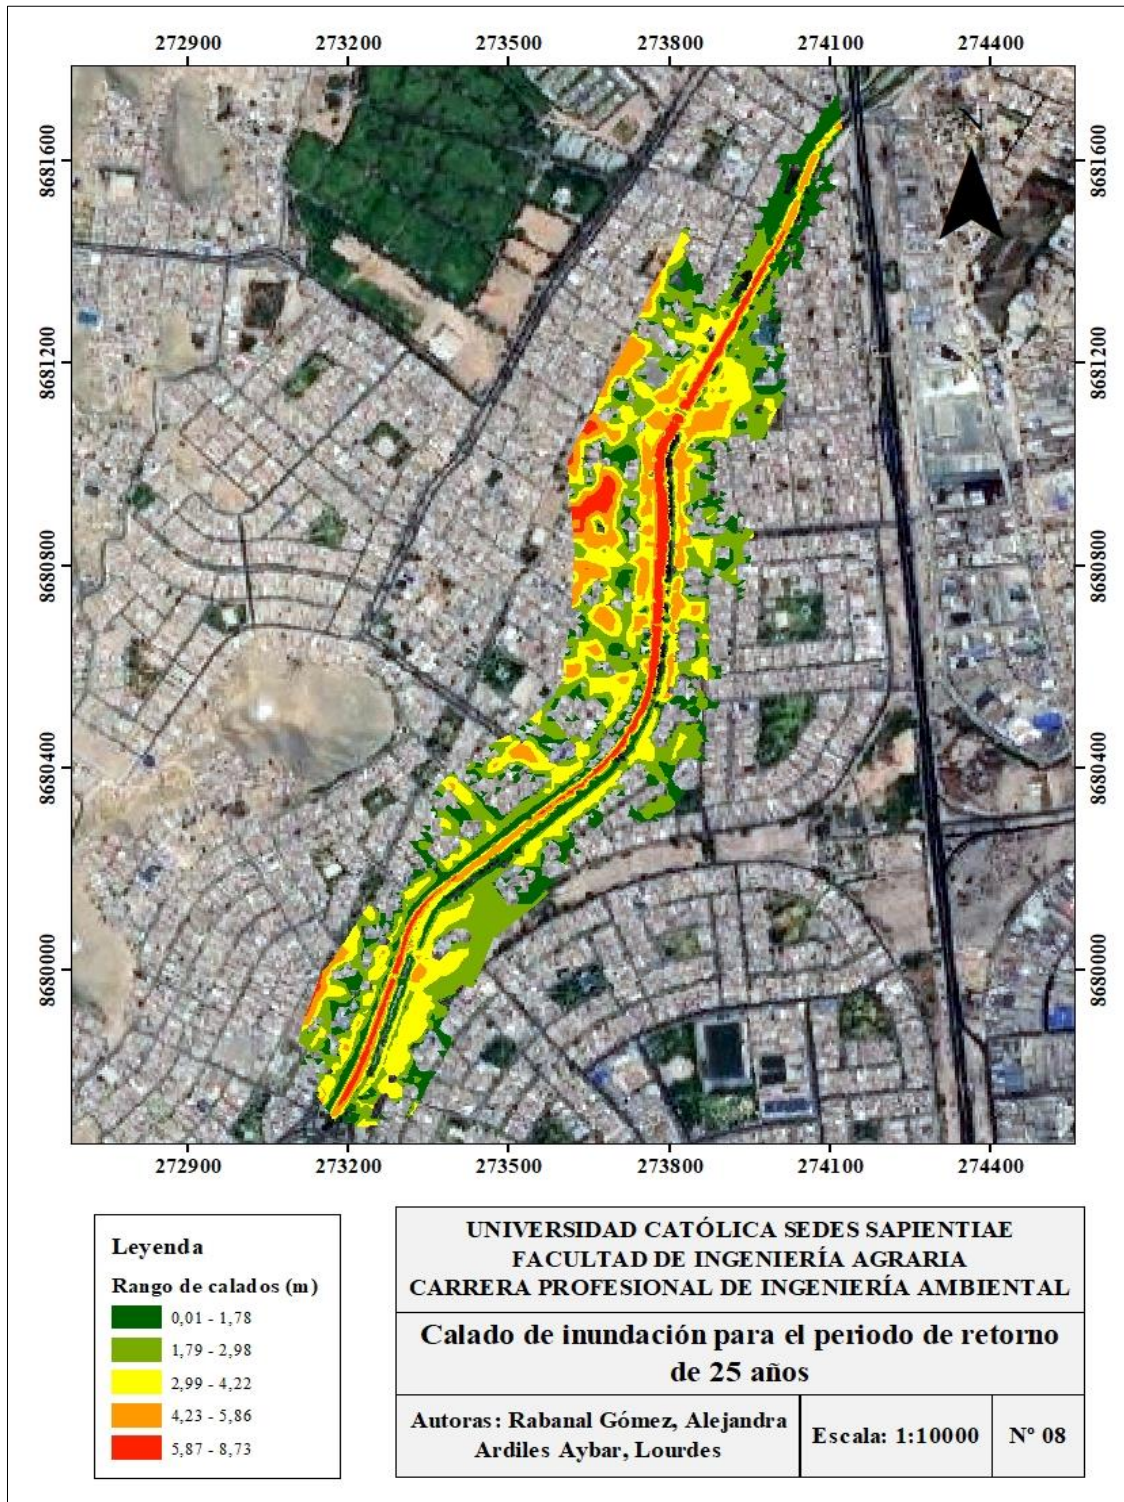 272900 273200 273500 273800 274100 274400
8681600 8681600
N
8681200 8681200
8680800 8680800
8680400 8680400
8680000 8680000
272900 273200 273500 273800 274100 274400
Leyenda
Rango de calados (m)
0,01 - 1,78
1,79 - 2,98
2,99 - 4,22
4,23 - 5,86
5,87 - 8,73
UNIVERSIDAD CATÓLICA SEDES SAPIENTIAE
FACULTAD DE INGENIERÍA AGRARIA
CARRERA PROFESIONAL DE INGENIERÍA AMBIENTAL
Calado de inundación para el periodo de retorno
de 25 años
Autoras: Rabanal Gómez, Alejandra
Ardiles Aybar, Lourdes
Escala: 1:10000
Nº 08